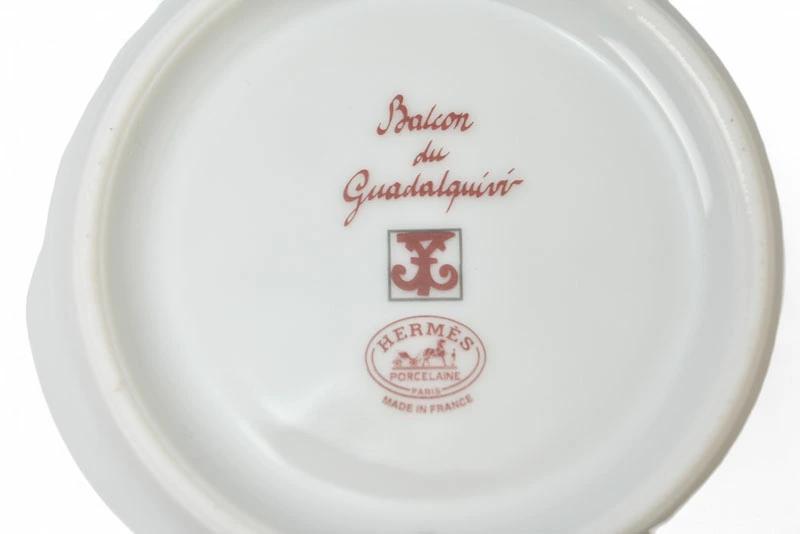 Balcon
du
Guadalquivir
HERMÈS
PORCELAINE
PARIS
MADE IN FRANCE